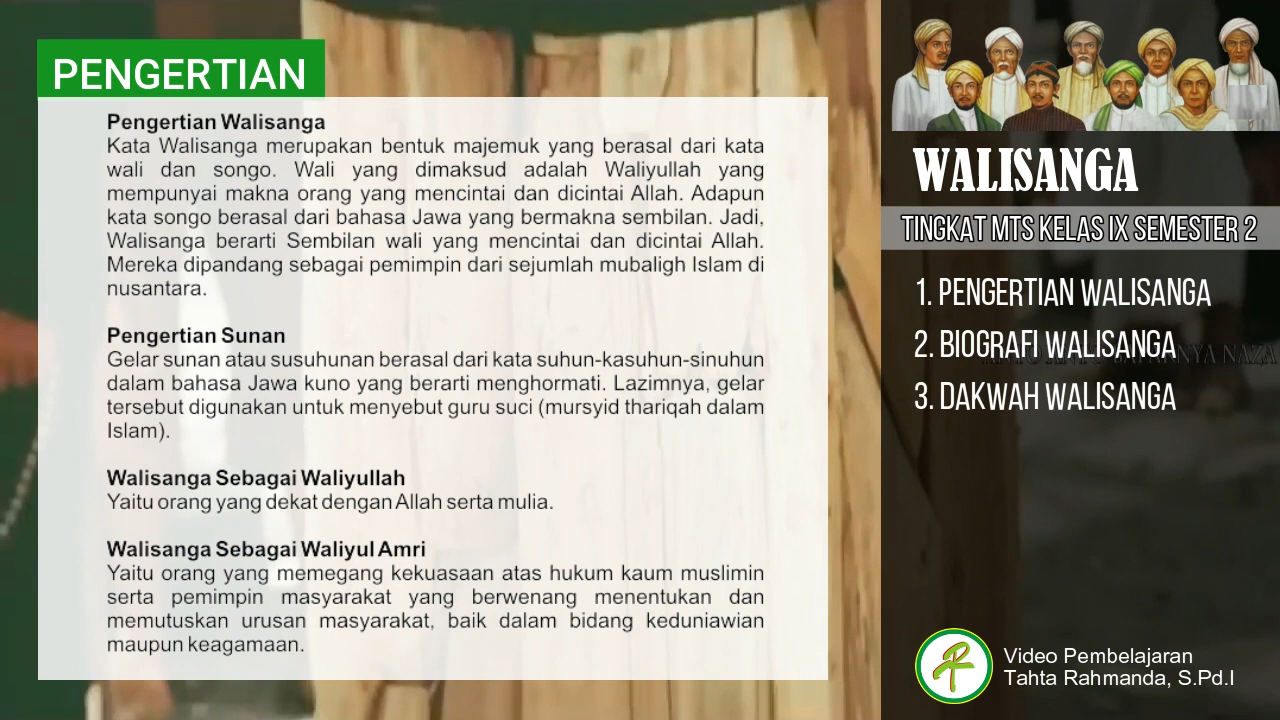 PENGERTIAN
Pengertian Walisanga
Kata Walisanga merupakan bentuk majemuk yang berasal dari kata
wali dan songo. Wali yang dimaksud adalah Waliyullah yang
mempunyai makna orang yang mencintai dan dicintai Allah. Adapun
kata songo berasal dari bahasa Jawa yang bermakna sembilan. Jadi,
Walisanga berarti Sembilan wali yang mencintai dan dicintai Allah.
Mereka dipandang sebagai pemimpin dari sejumlah mubaligh Islam di
nusantara.
Pengertian Sunan
Gelar sunan atau susuhunan berasal dari kata suhun-kasuhun-sinuhun
dalam bahasa Jawa kuno yang berarti menghormati. Lazimnya, gelar
tersebut digunakan untuk menyebut guru suci (mursyid thariqah dalam
Islam).
Walisanga Sebagai Waliyullah
Yaitu orang yang dekat dengan Allah serta mulia.
Walisanga Sebagai Waliyul Amri
Yaitu orang yang memegang kekuasaan atas hukum kaum muslimin
serta pemimpin masyarakat yang berwenang menentukan dan
memutuskan urusan masyarakat, baik dalam bidang keduniawian
maupun keagamaan.
WALISANGA
TINGKAT MTS KELAS IX SEMESTER 2
1. PENGERTIAN WALISANGA
2. BIOGRAFI WALISANGA
3. DAKWAH WALISANGA
Video Pembelajaran
Tahta Rahmanda, S.Pd.I